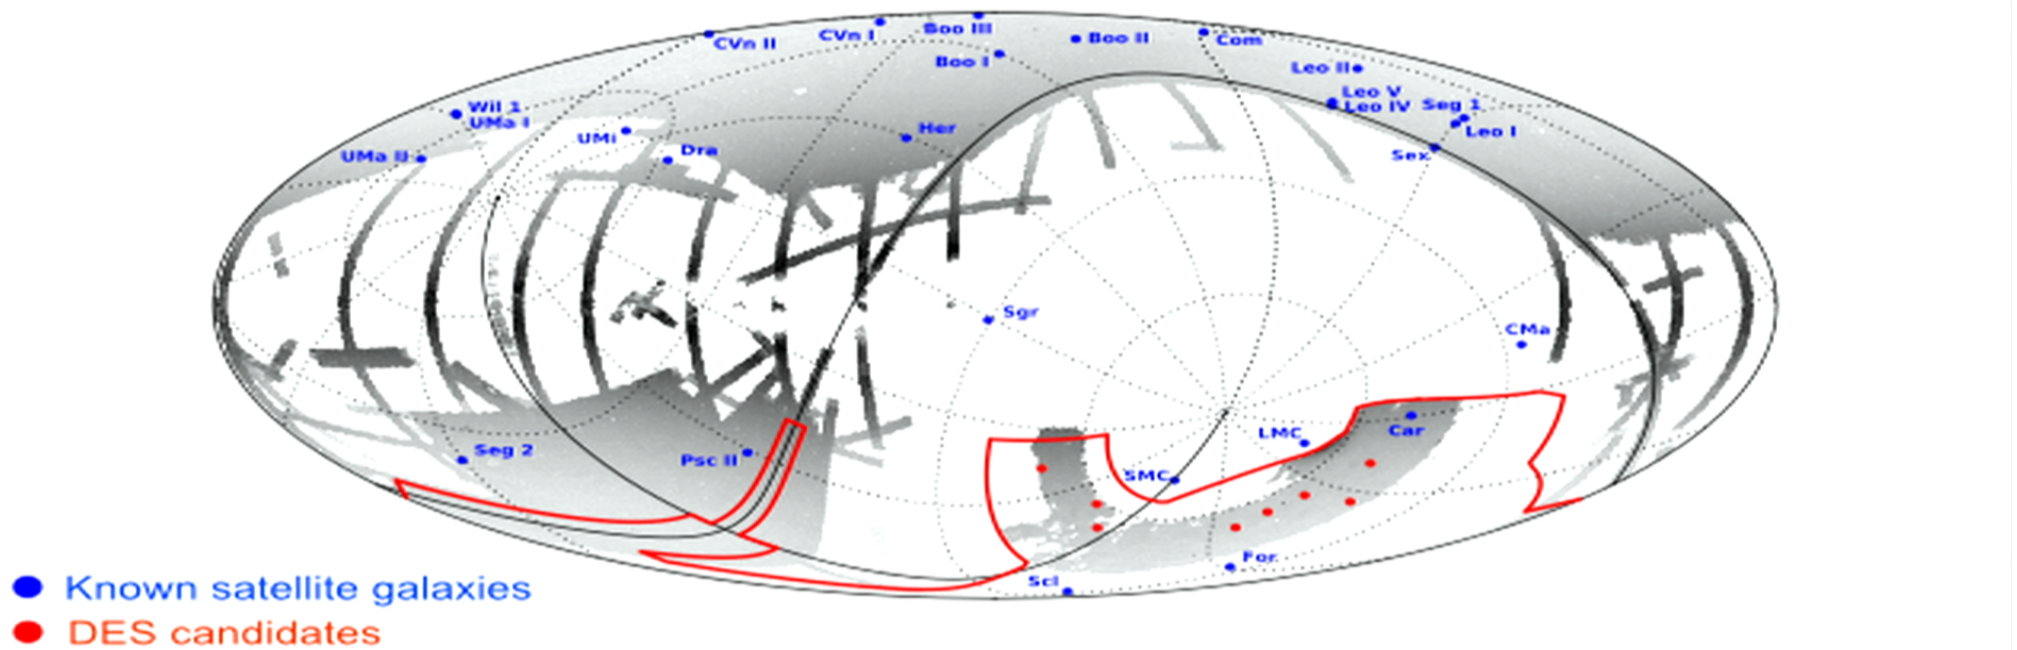 CVn II
CVn I
Boo III
Boo II
Com
Boo I
Leo II
Leo V
Leo IV
Seg 1
Leo I
Wil 1
UMa I
UMi
Her
UMa II
Dra
Sex
Sgr
CMa
Seg 2
Psc II
LMC
Car
SMC
For
Scl
Known satellite galaxies
DES candidates